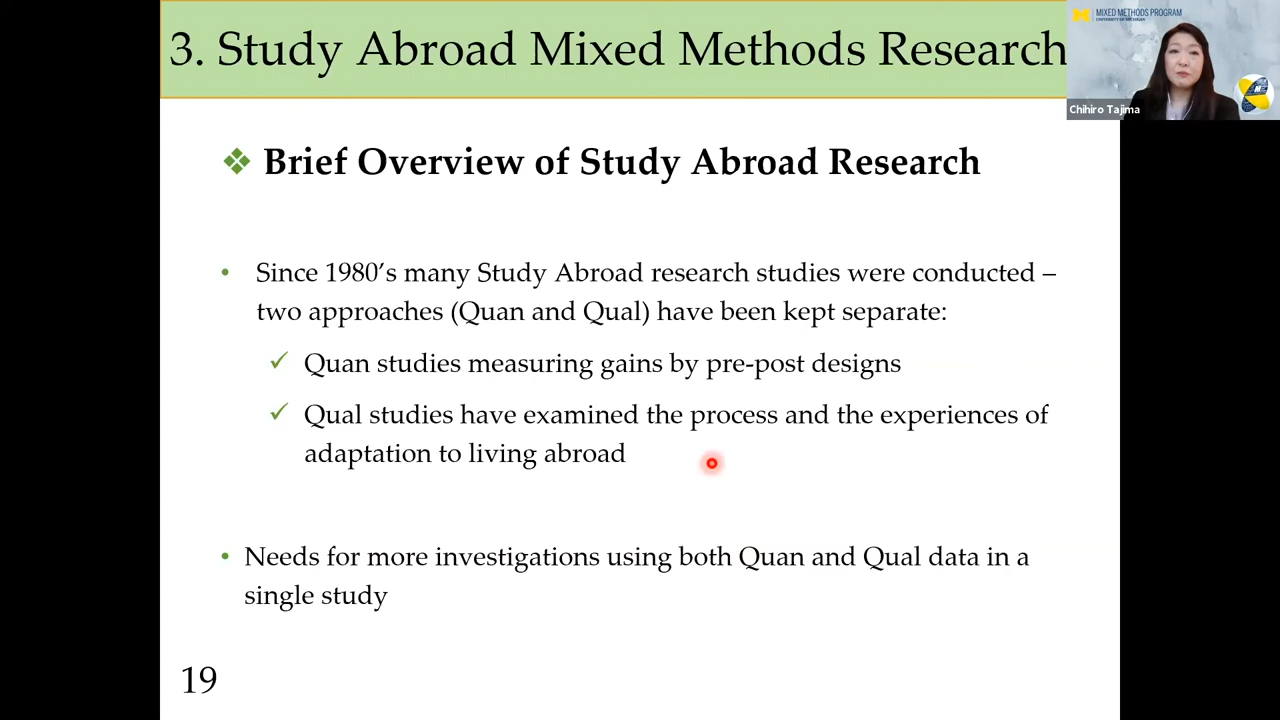 3. Study Abroad Mixed Methods Research
MIXED METHODS PROGRAM
UNIVERSITY OF MICHIGAN
Chihiro Tajima
❖ Brief Overview of Study Abroad Research
• Since 1980’s many Study Abroad research studies were conducted –
two approaches (Quan and Qual) have been kept separate:
✓ Quan studies measuring gains by pre-post designs
✓ Qual studies have examined the process and the experiences of
adaptation to living abroad
• Needs for more investigations using both Quan and Qual data in a
single study
19